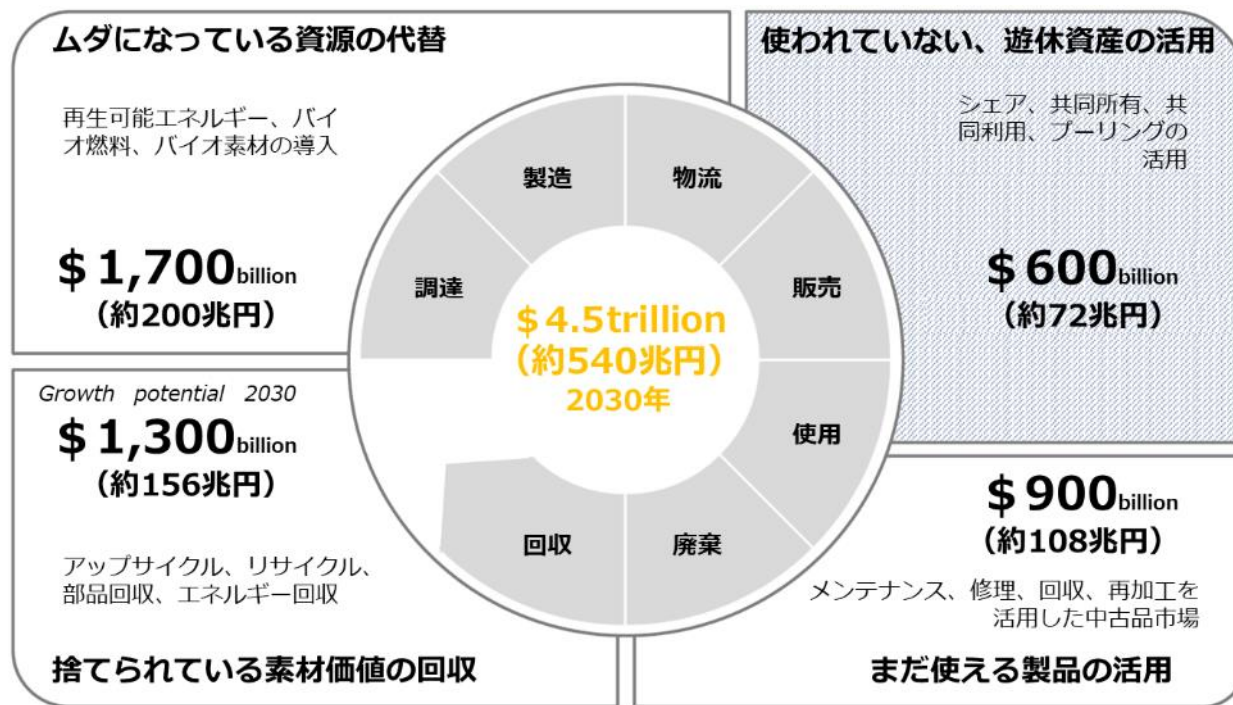 ムダになっている資源の代替
再生可能エネルギー、バイ
オ燃料、バイオ素材の導入
$ 1,700billion
（約200兆円）
使われていない、遊休資産の活用
シェア、共同所有、共
同利用、プーリングの
活用
$ 600billion
（約72兆円）
製造
物流
調達
販売
$ 4.5trillion
（約540兆円）
2030年
使用
回収
廃棄
Growth potential 2030
$ 1,300billion
（約156兆円）
アップサイクル、リサイクル、
部品回収、エネルギー回収
捨てられている素材価値の回収
$ 900billion
（約108兆円）
メンテナンス、修理、回収、再加工を
活用した中古品市場
まだ使える製品の活用